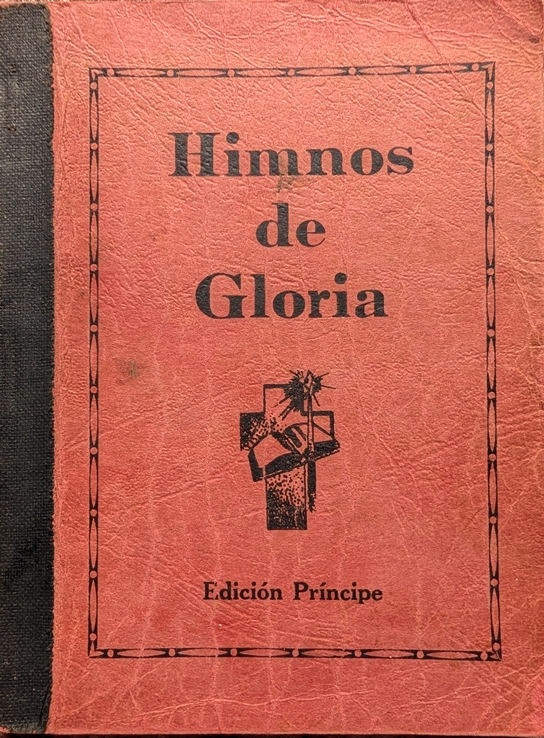 Himnos
de
Gloria
Edición Príncipe